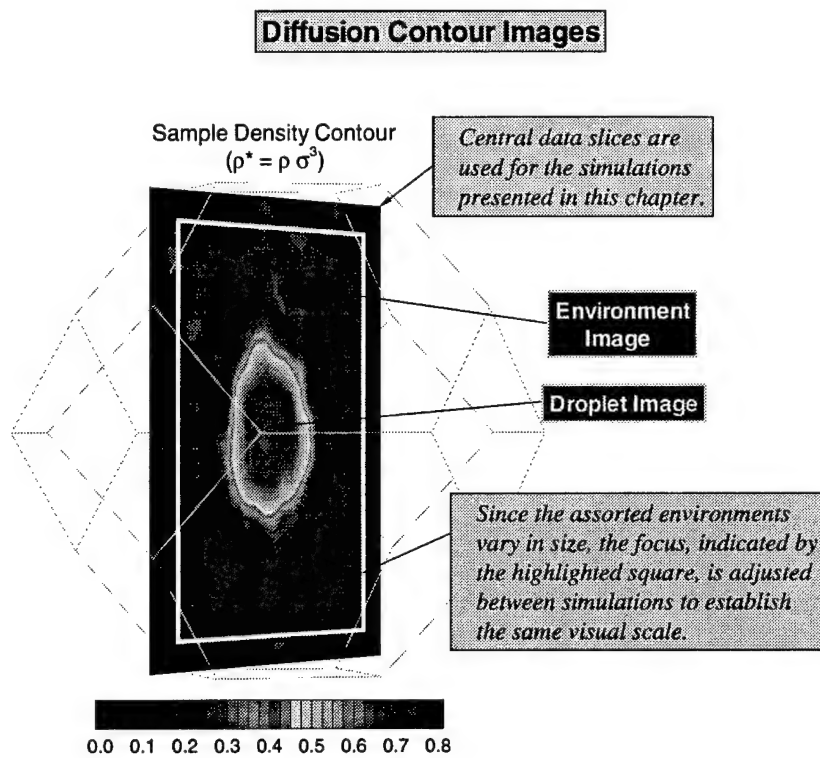 Diffusion Contour Images
Sample Density Contour
(ρ* = ρ σ³)
Central data slices are
used for the simulations
presented in this chapter.
Environment
Image
Droplet Image
Since the assorted environments
vary in size, the focus, indicated by
the highlighted square, is adjusted
between simulations to establish
the same visual scale.
0.0 0.1 0.2 0.3 0.4 0.5 0.6 0.7 0.8